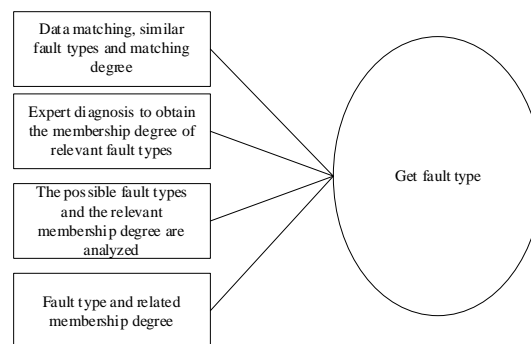 Data matching, similar
fault types and matching
degree
Expert diagnosis to obtain
the membership degree of
relevant fault types
The possible fault types
and the relevant
membership degree are
analyzed
Fault type and related
membership degree
Get fault type